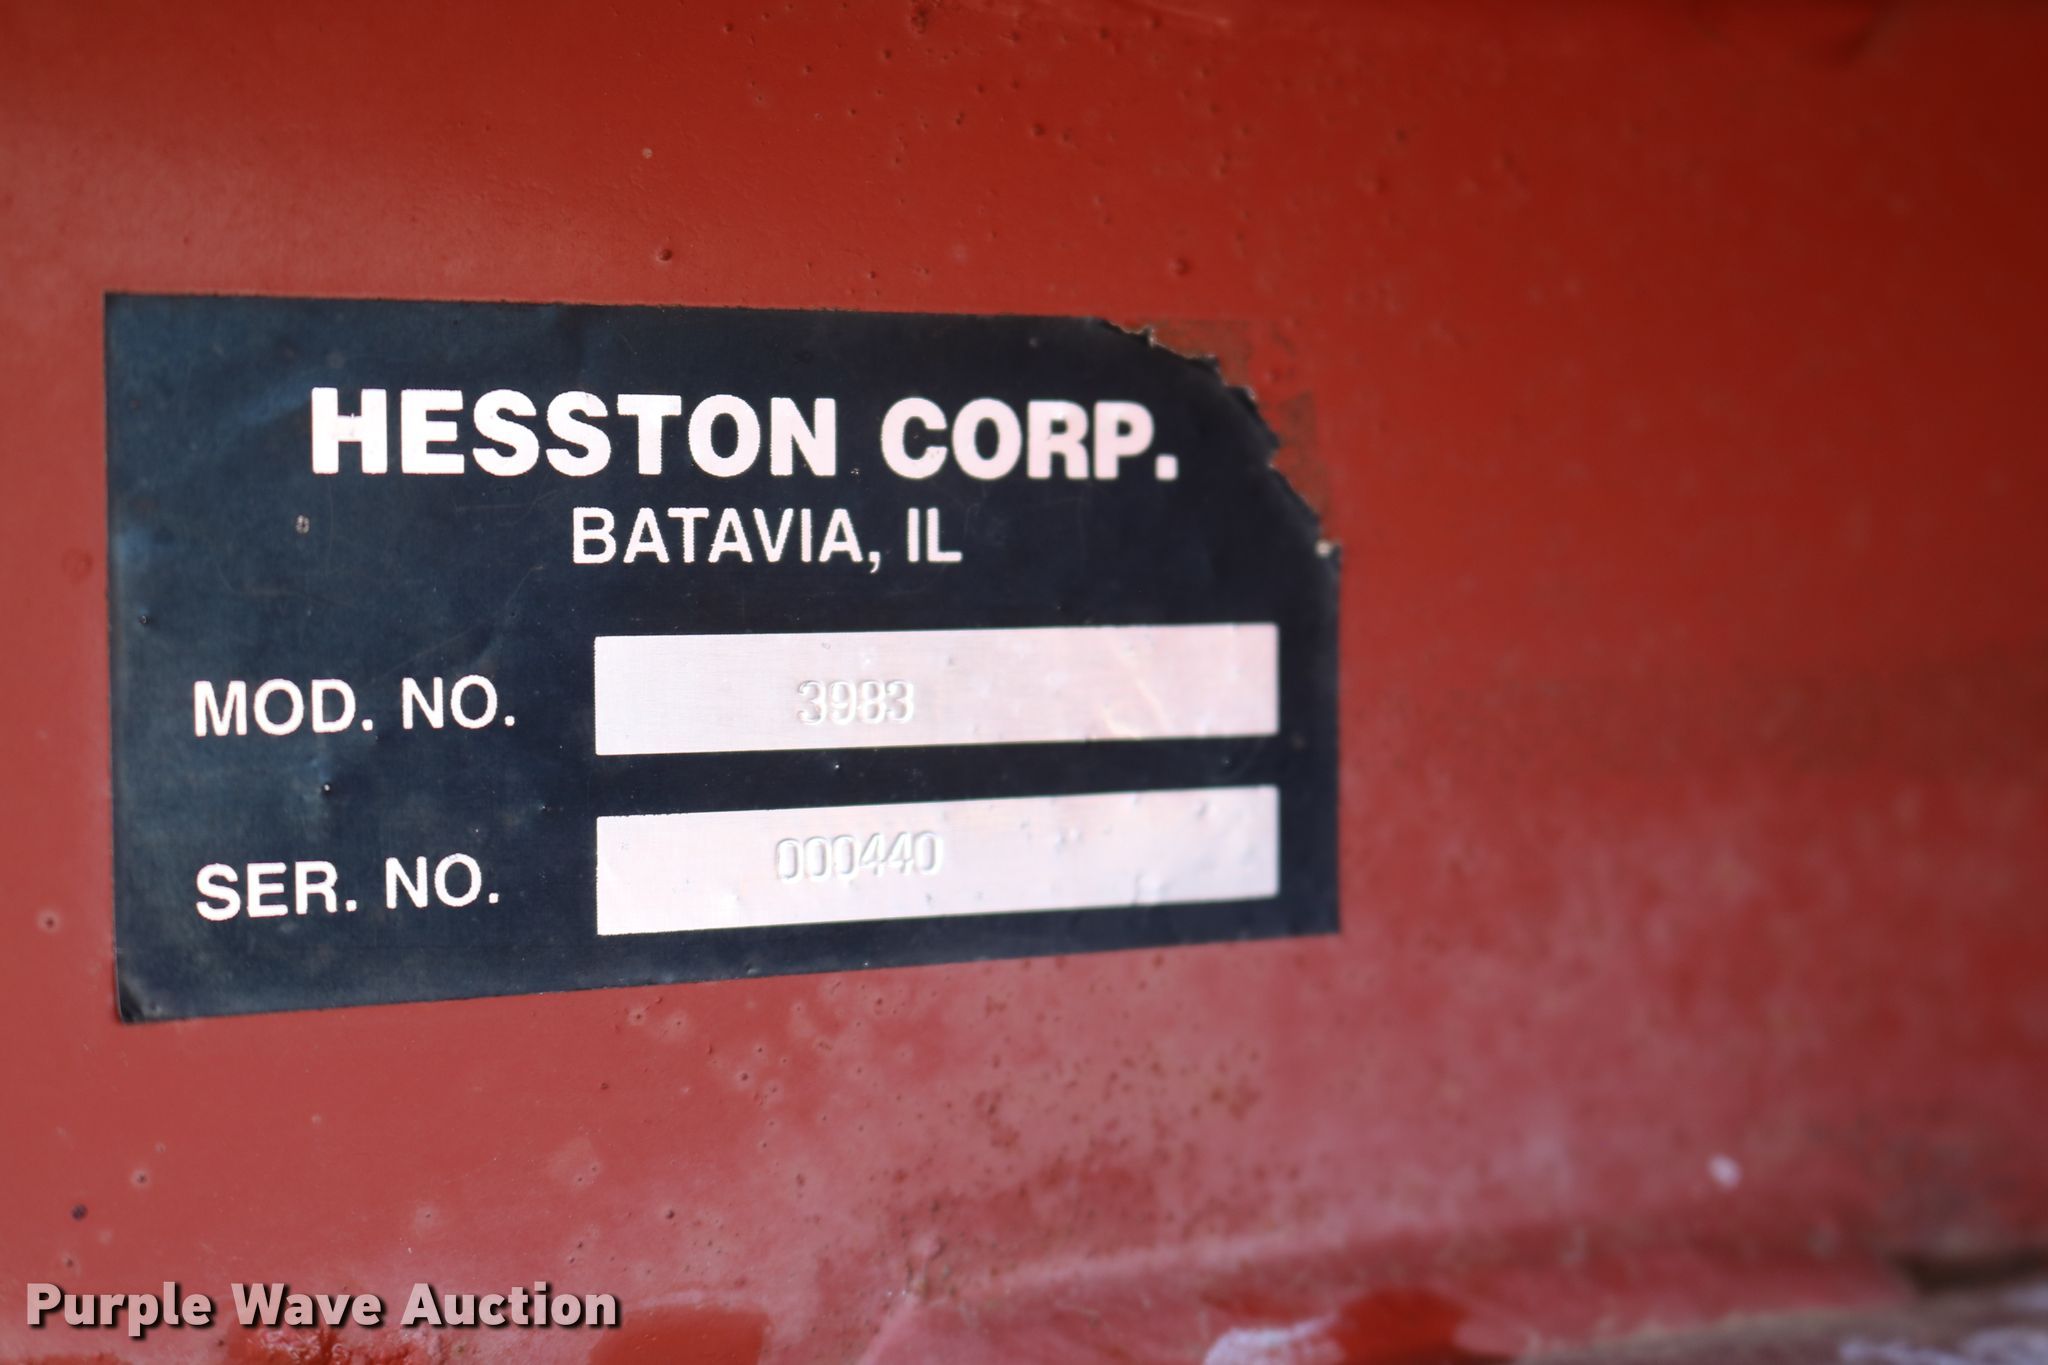 HESSTON CORP.
BATAVIA, IL
MOD. NO. 3983
SER. NO. 000440
Purple Wave Auction